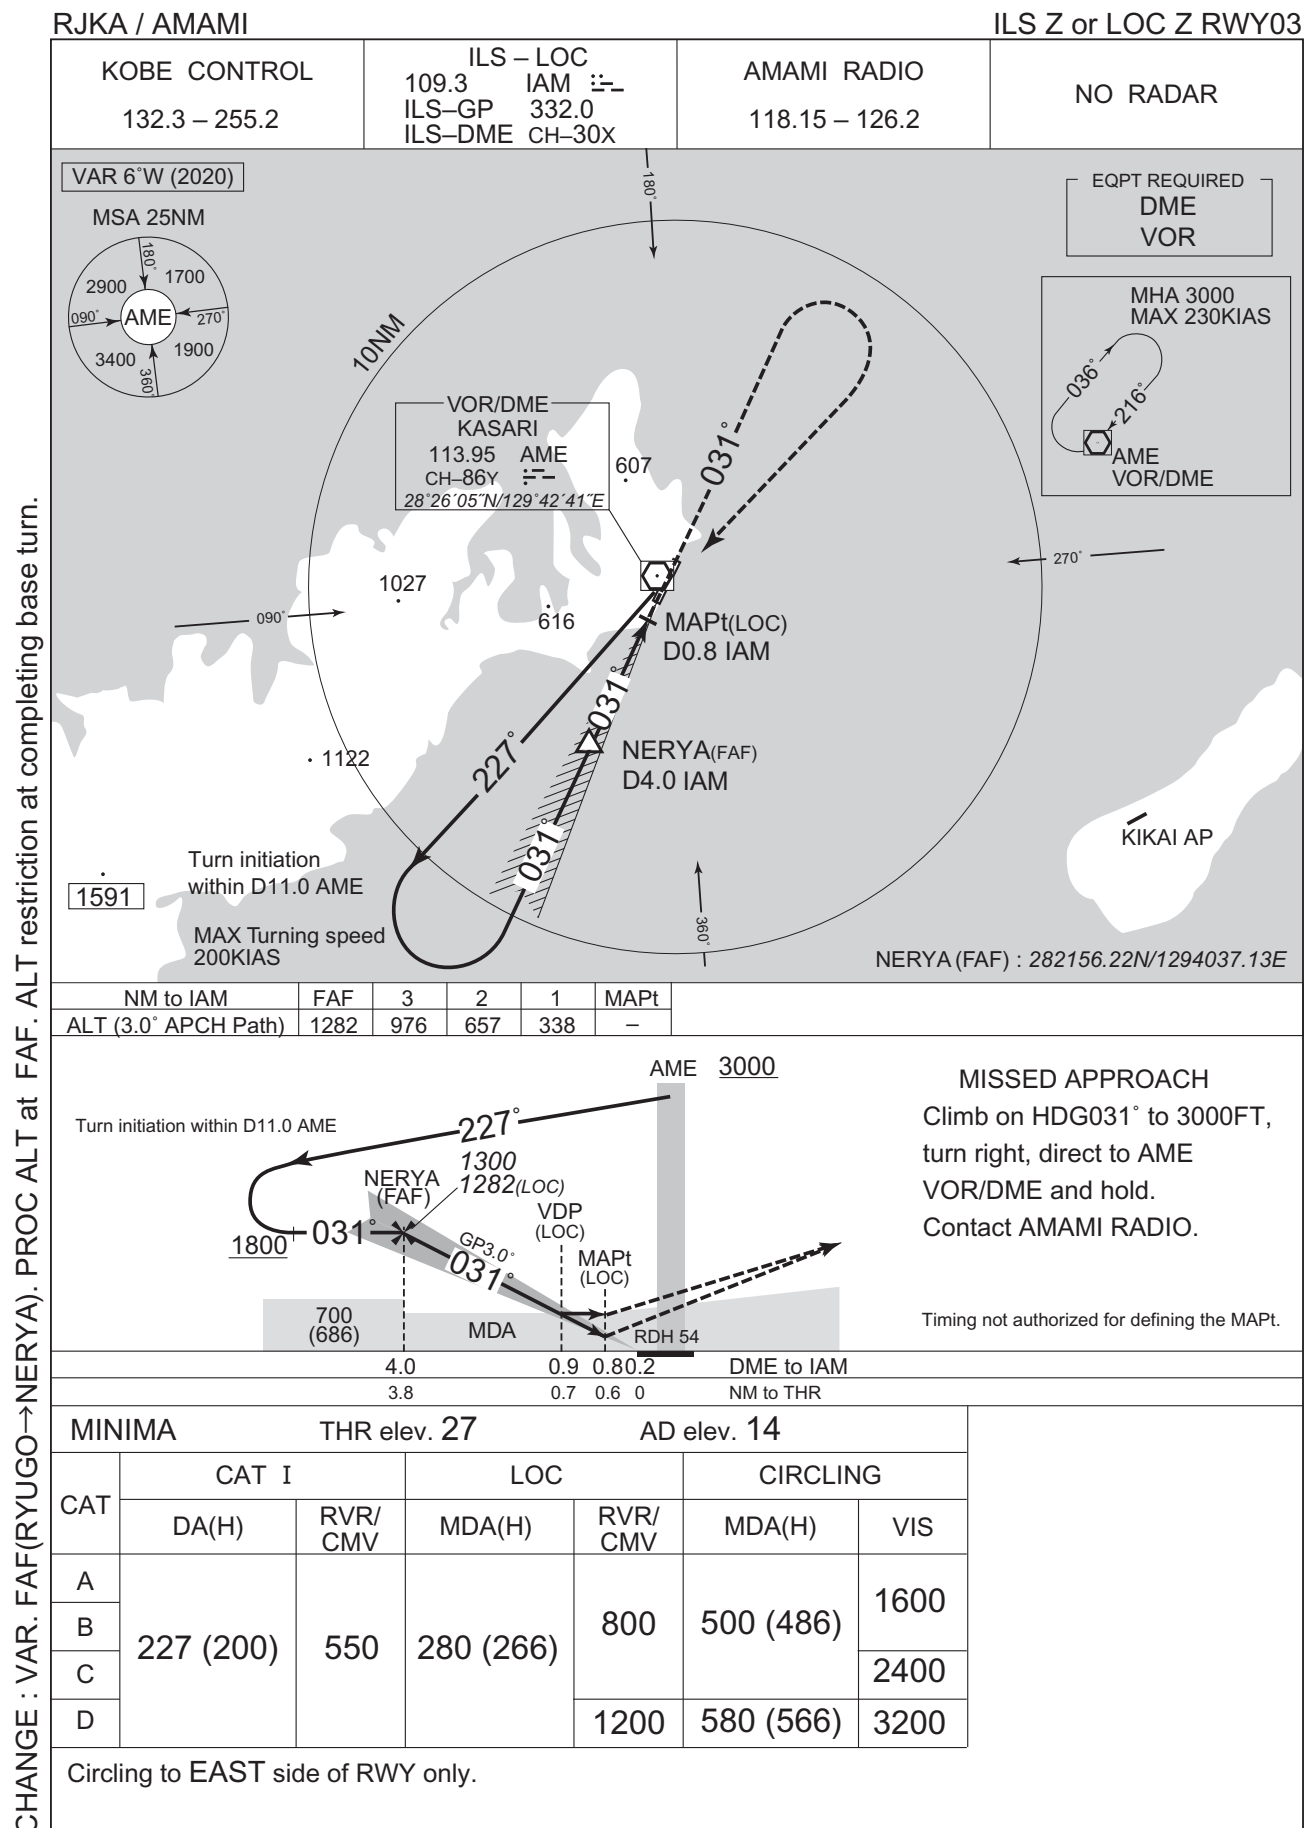 RJKA / AMAMI
ILS Z or LOC Z RWY03
KOBE CONTROL
132.3 – 255.2
ILS – LOC
109.3 IAM
ILS–GP 332.0
ILS–DME CH–30X
AMAMI RADIO
118.15 – 126.2
NO RADAR
VAR 6°W (2020)
MSA 25NM
180°
2900
1700
090°
AME
270°
3400
1900
360°
180°
EQPT REQUIRED
DME
VOR
MHA 3000
MAX 230KIAS
036°
216°
AME
VOR/DME
10NM
VOR/DME
KASARI
113.95 AME
CH–86Y
28°26´05˝N/129°42´41˝E
607
031°
1027
616
090°
270°
MAPt(LOC)
D0.8 IAM
031°
NERYA(FAF)
D4.0 IAM
227°
1122
031°
KIKAI AP
Turn initiation
within D11.0 AME
1591
MAX Turning speed
200KIAS
360°
NERYA (FAF) : 282156.22N/1294037.13E
NM to IAM FAF 3 2 1 MAPt
ALT (3.0° APCH Path) 1282 976 657 338 –
AME 3000
Turn initiation within D11.0 AME
227°
NERYA
(FAF)
1300
1282(LOC)
VDP
(LOC)
1800
031°
GP3.0°
031°
MAPt
(LOC)
700
(686)
MDA
RDH 54
MISSED APPROACH
Climb on HDG031° to 3000FT,
turn right, direct to AME
VOR/DME and hold.
Contact AMAMI RADIO.
Timing not authorized for defining the MAPt.
4.0 0.9 0.8 0.2 DME to IAM
3.8 0.7 0.6 0 NM to THR
MINIMA THR elev. 27 AD elev. 14
CAT
CAT I LOC CIRCLING
DA(H) RVR/CMV MDA(H) RVR/CMV MDA(H) VIS
A
B
C
D
227 (200)
550
280 (266)
800
1200
500 (486)
580 (566)
1600
2400
3200
Circling to EAST side of RWY only.
CHANGE : VAR. FAF(RYUGO→NERYA). PROC ALT at FAF. ALT restriction at completing base turn.